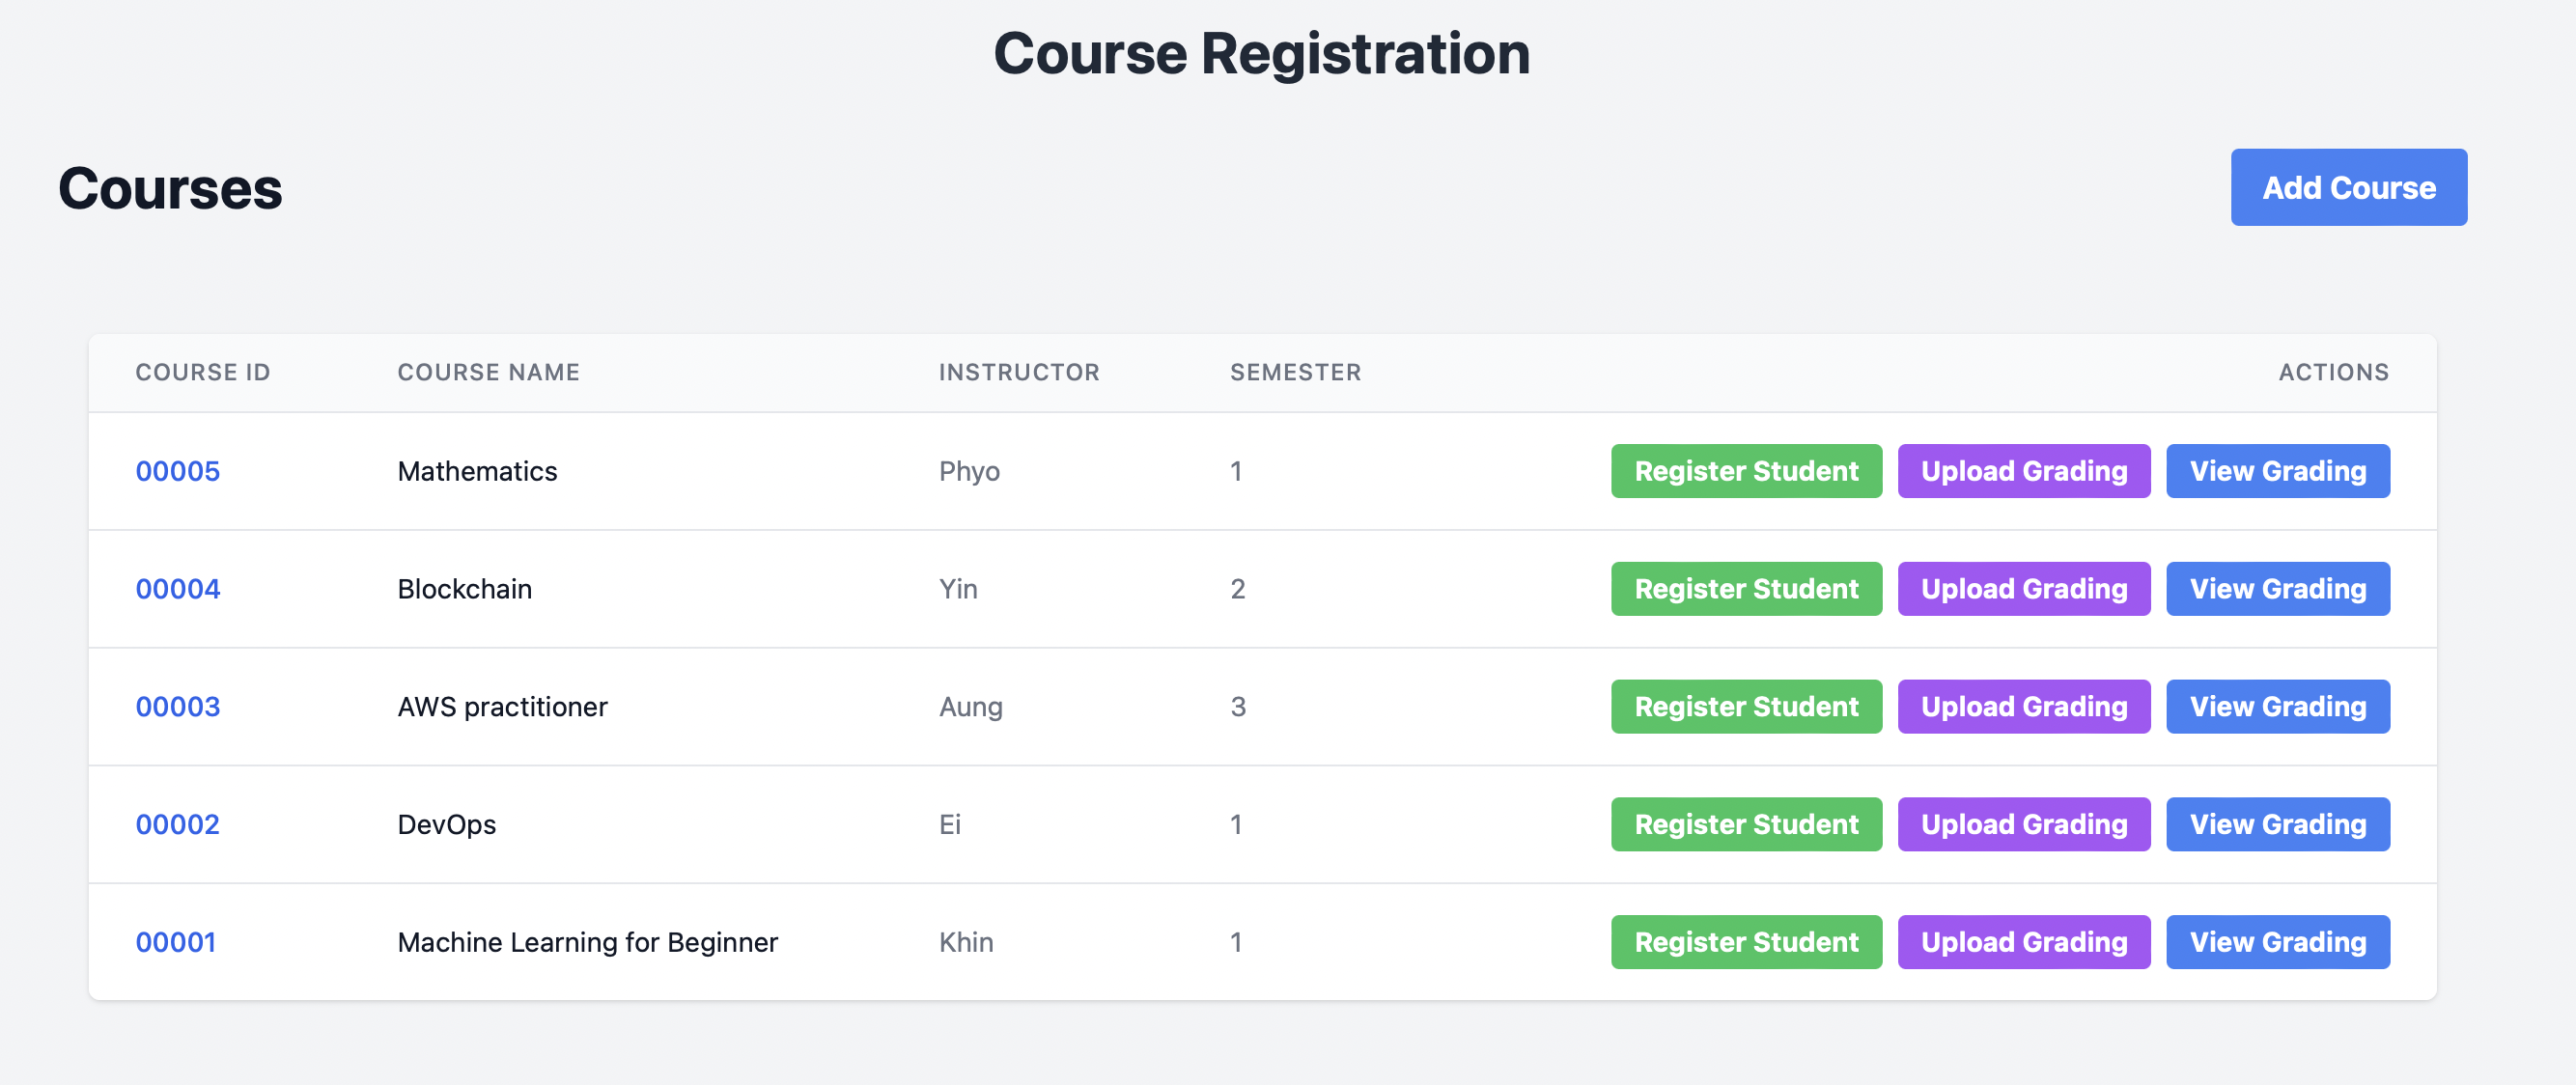 Course Registration
Courses
Add Course
COURSE ID COURSE NAME INSTRUCTOR SEMESTER ACTIONS
00005 Mathematics Phyo 1 Register Student Upload Grading View Grading
00004 Blockchain Yin 2 Register Student Upload Grading View Grading
00003 AWS practitioner Aung 3 Register Student Upload Grading View Grading
00002 DevOps Ei 1 Register Student Upload Grading View Grading
00001 Machine Learning for Beginner Khin 1 Register Student Upload Grading View Grading